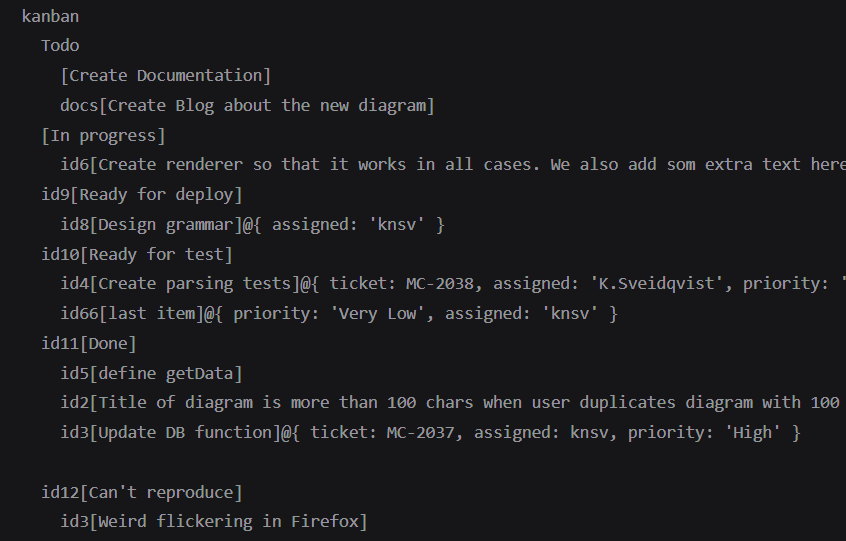 kanban
  Todo
    [Create Documentation]
    docs[Create Blog about the new diagram]
  [In progress]
    id6[Create renderer so that it works in all cases. We also add som extra text here
  id9[Ready for deploy]
    id8[Design grammar]@{ assigned: 'knsv' }
  id10[Ready for test]
    id4[Create parsing tests]@{ ticket: MC-2038, assigned: 'K.Sveidqvist', priority: '
    id66[last item]@{ priority: 'Very Low', assigned: 'knsv' }
  id11[Done]
    id5[define getData]
    id2[Title of diagram is more than 100 chars when user duplicates diagram with 100
    id3[Update DB function]@{ ticket: MC-2037, assigned: knsv, priority: 'High' }

  id12[Can't reproduce]
    id3[Weird flickering in Firefox]